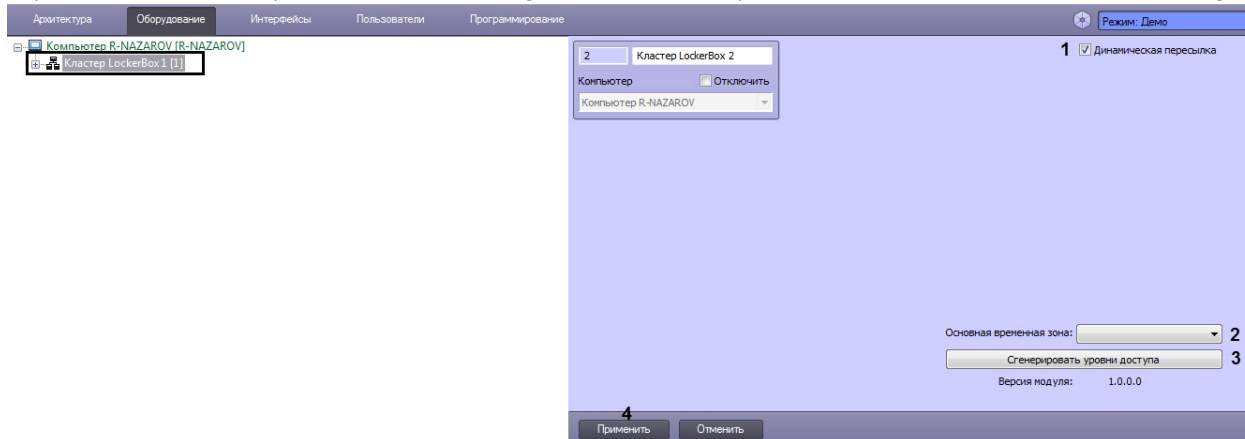 Архитектура Оборудование Интерфейсы Пользователи Программирование Режим: Демо
Компьютер R-NAZAROV [R-NAZAROV]
Кластер LockerBox 1 [1]
2 Кластер LockerBox 2
1 Динамическая пересылка
Компьютер Отключить
Компьютер R-NAZAROV
Основная временная зона: 2
Сгенерировать уровни доступа 3
Версия модуля: 1.0.0.0
4
Применить Отменить